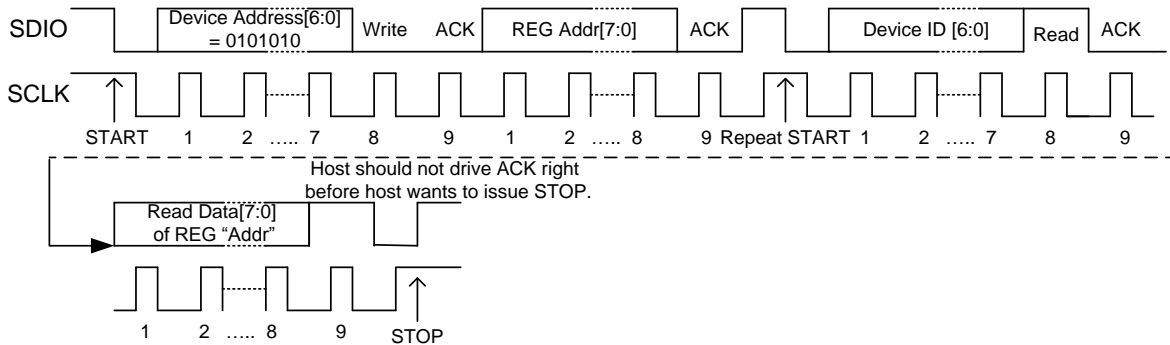 SDIO
Device Address[6:0]
= 0101010
Write
ACK
REG Addr[7:0]
ACK
Device ID [6:0]
Read
ACK
SCLK
START
1
2
…..
7
8
9
1
2
…..
8
9
Repeat START
1
2
…..
7
8
9
Host should not drive ACK right
before host wants to issue STOP.
Read Data[7:0]
of REG “Addr”
1
2
…..
8
9
STOP